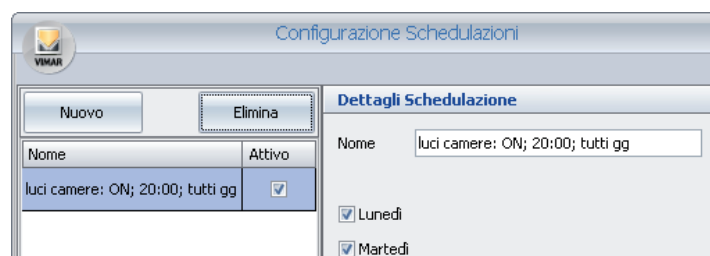 Configurazione Schedulazioni
VIMAR
Nuovo Elimina
Nome Attivo
luci camere: ON; 20:00; tutti gg
Dettagli Schedulazione
Nome luci camere: ON; 20:00; tutti gg
Lunedì
Martedì